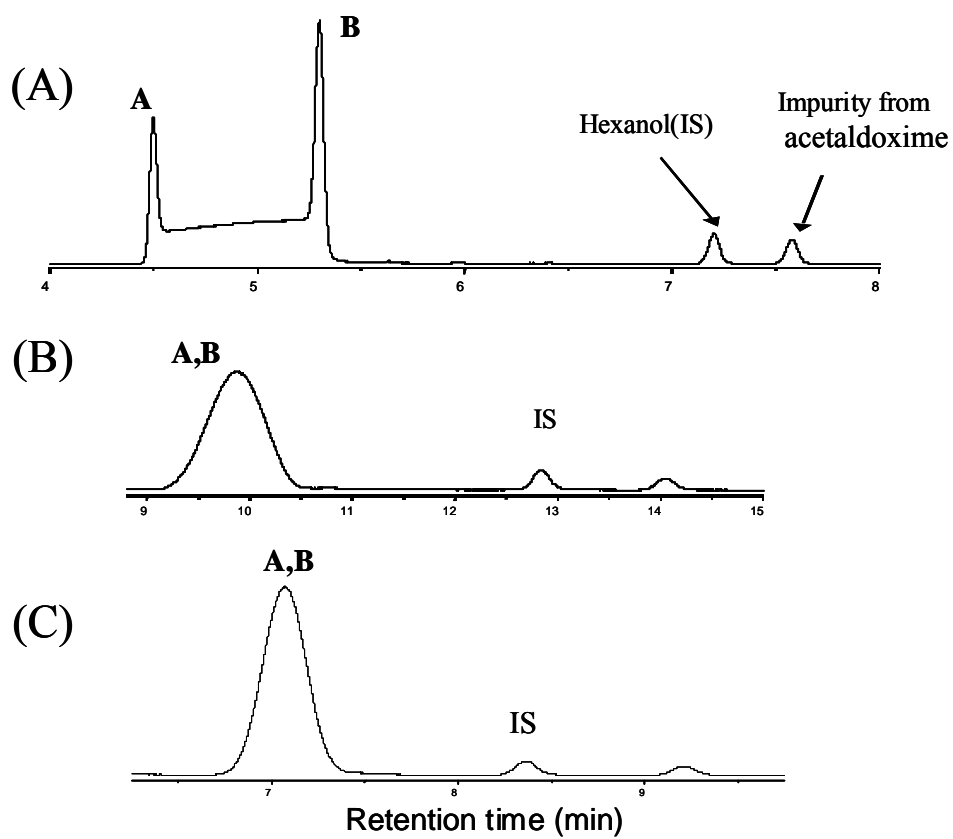 (A)
A
B
Hexanol(IS)
Impurity from
acetaldoxime
4 5 6 7 8
(B)
A,B
IS
9 10 11 12 13 14 15
(C)
A,B
IS
7 8 9
Retention time (min)